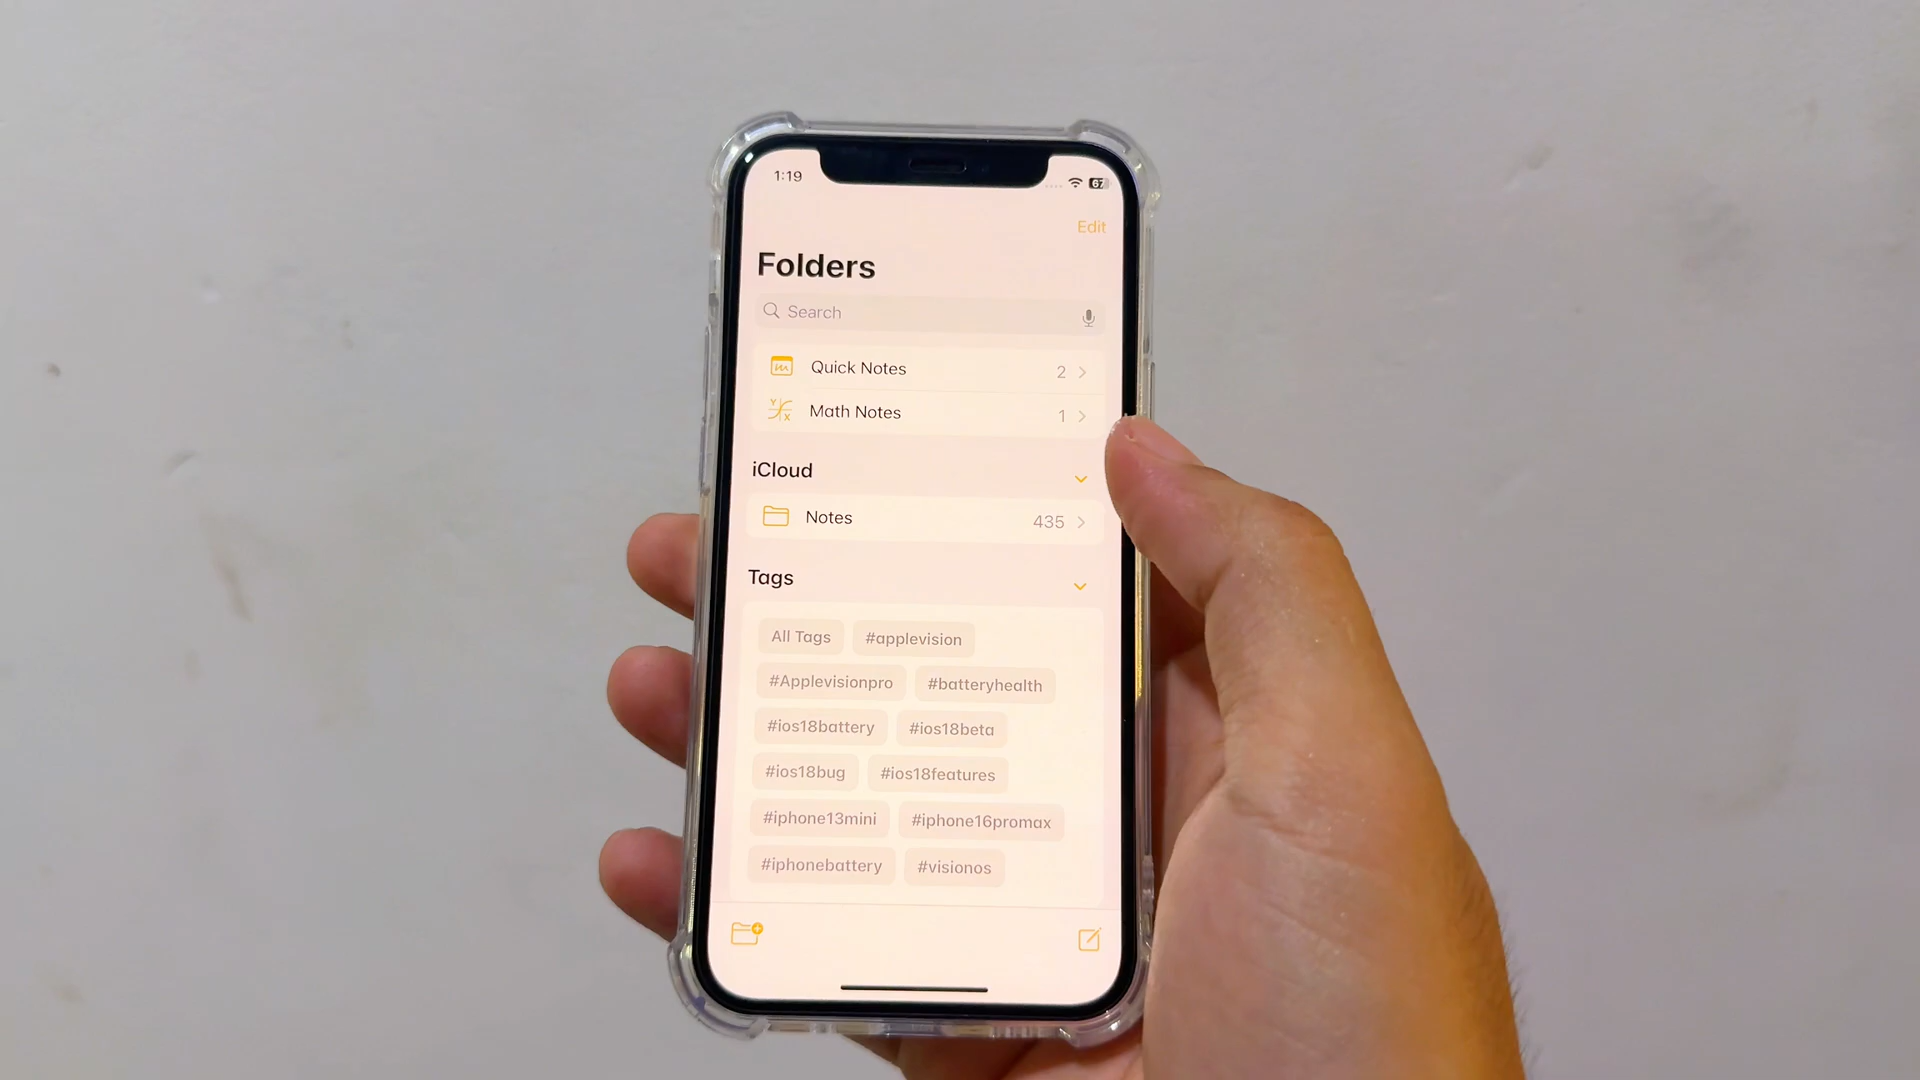 1:19
67
Edit
Folders
Search
Quick Notes 2
Math Notes 1
iCloud
Notes 435
Tags
All Tags #applevision
#Applevisionpro #batteryhealth
#ios18battery #ios18beta
#ios18bug #ios18features
#iphone13mini #iphone16promax
#iphonebattery #visionos